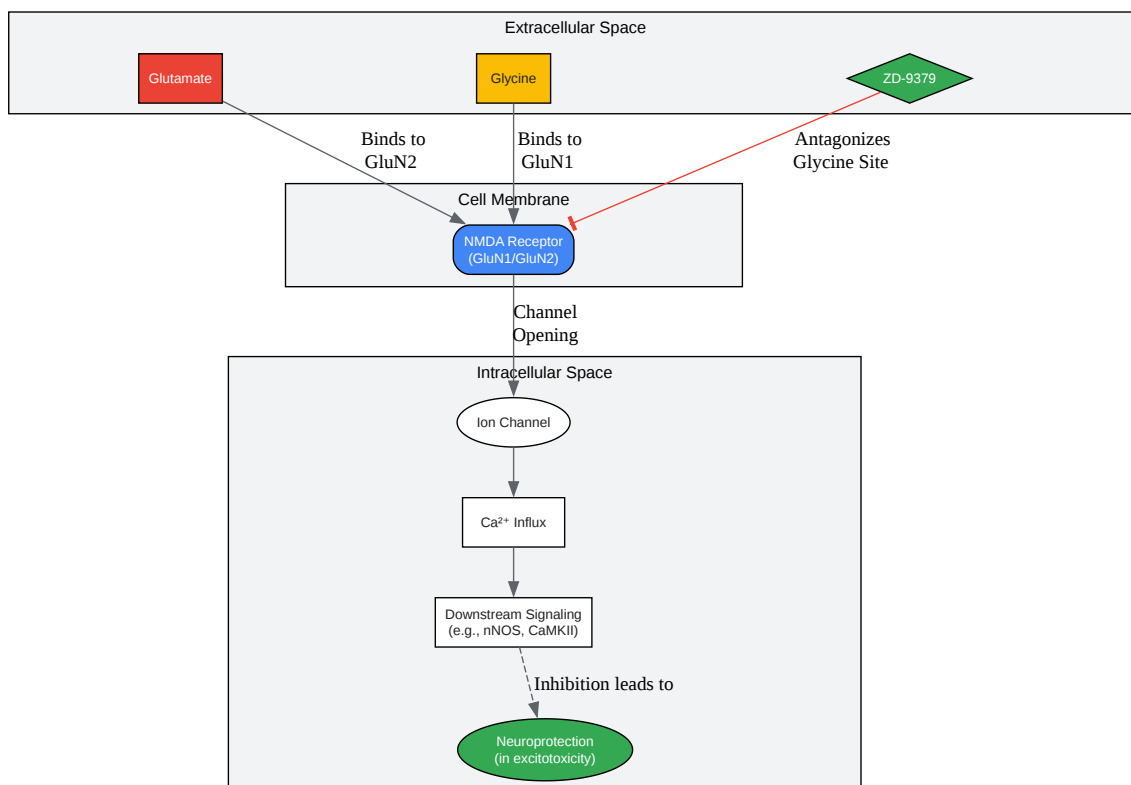 Extracellular Space
Glutamate
Glycine
ZD-9379
Binds to
GluN2
Binds to
GluN1
Antagonizes
Glycine Site
Cell Membrane
NMDA Receptor
(GluN1/GluN2)
Channel
Opening
Intracellular Space
Ion Channel
Ca²⁺ Influx
Downstream Signaling
(e.g., nNOS, CaMKII)
Inhibition leads to
Neuroprotection
(in excitotoxicity)